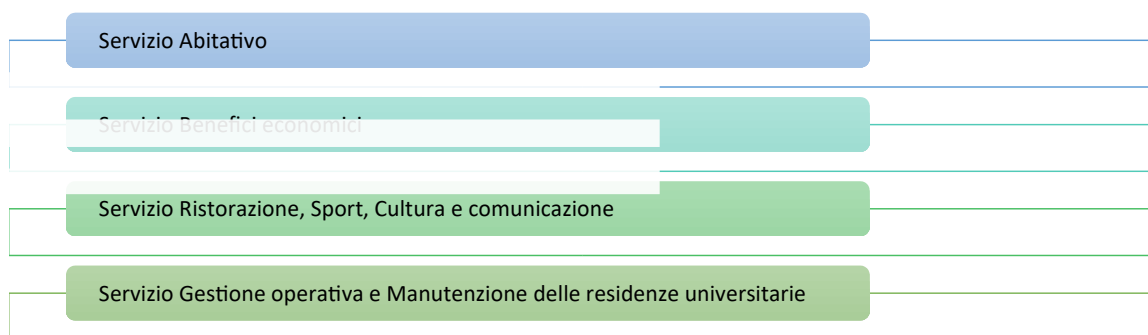 Servizio Abitativo
Servizio Benefici economici
Servizio Ristorazione, Sport, Cultura e comunicazione
Servizio Gestione operativa e Manutenzione delle residenze universitarie